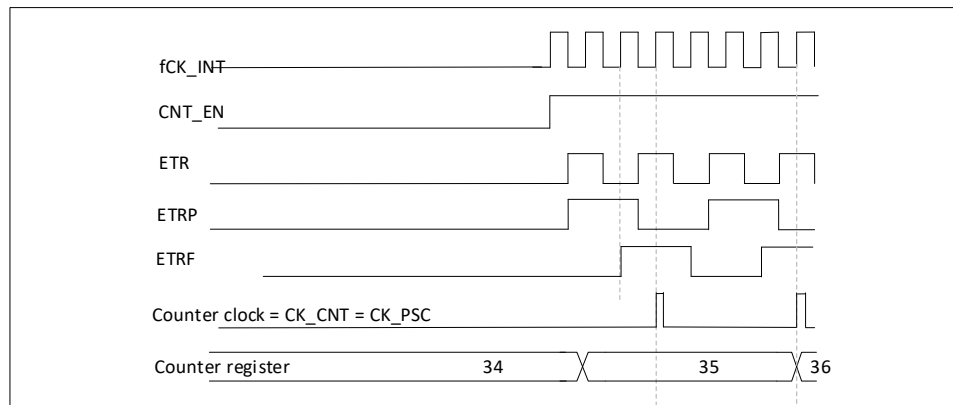 fCK_INT
CNT_EN
ETR
ETRP
ETRF
Counter clock = CK_CNT = CK_PSC
Counter register 34 35 36